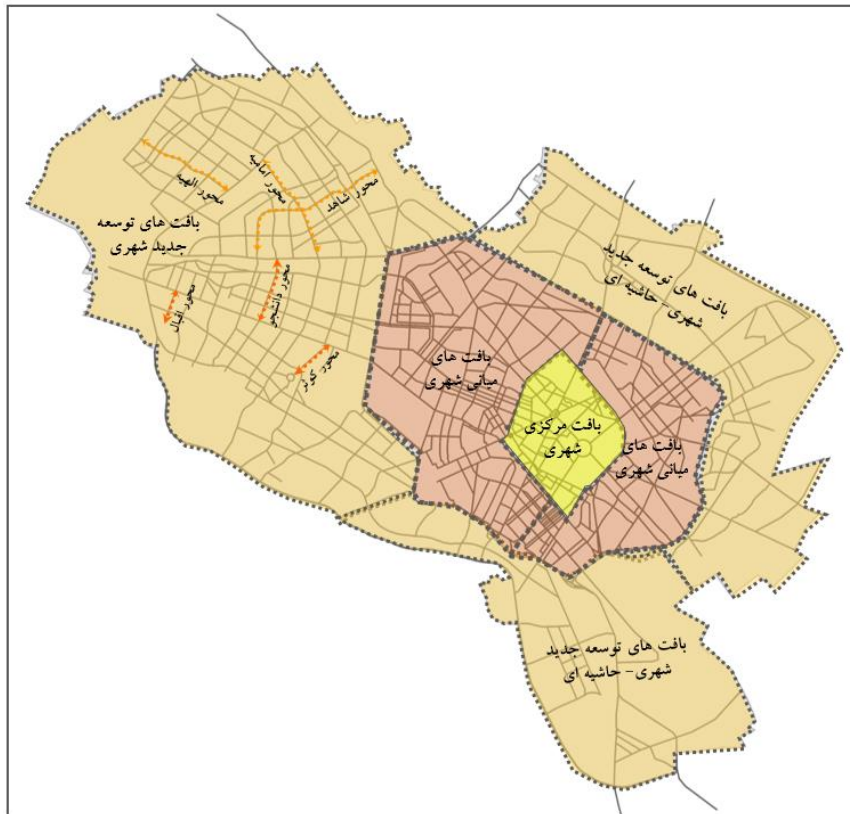 محور الهیه
محور امامیه
محور شاهد
بافت های توسعه
جدید شهری
محور اقبال
محور دانشجو
محور کوثر
بافت های توسعه جدید
شهری - حاشیه ای
بافت های
میانی شهری
بافت مرکزی
شهری
بافت های
میانی شهری
بافت های توسعه جدید
شهری- حاشیه ای